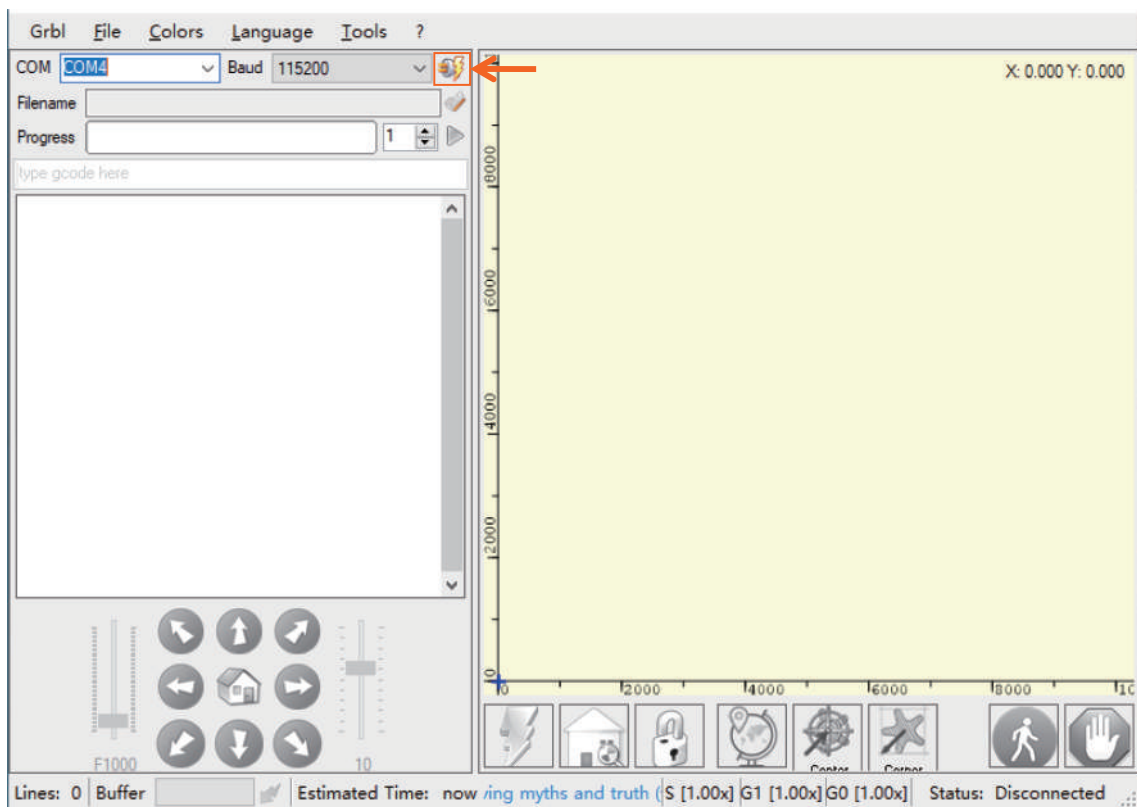 Grbl File Colors Language Tools ?
COM COM4 Baud 115200
Filename
Progress 1
type gcode here
X: 0.000 Y: 0.000
8000
6000
4000
2000
0
0 2000 4000 6000 8000
F1000
10
Center Corner
Lines: 0 Buffer Estimated Time: now ing myths and truth ( S [1.00x] G1 [1.00x] G0 [1.00x] Status: Disconnected